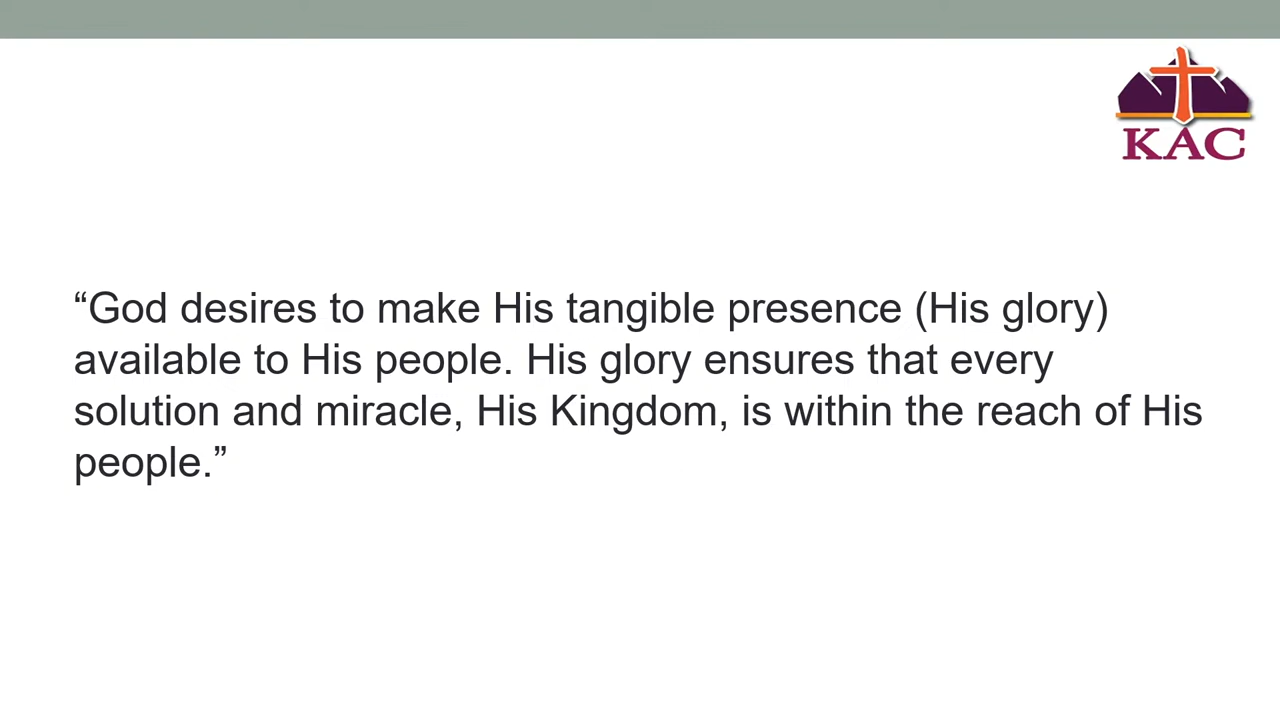 KAC
“God desires to make His tangible presence (His glory)
available to His people. His glory ensures that every
solution and miracle, His Kingdom, is within the reach of His
people.”